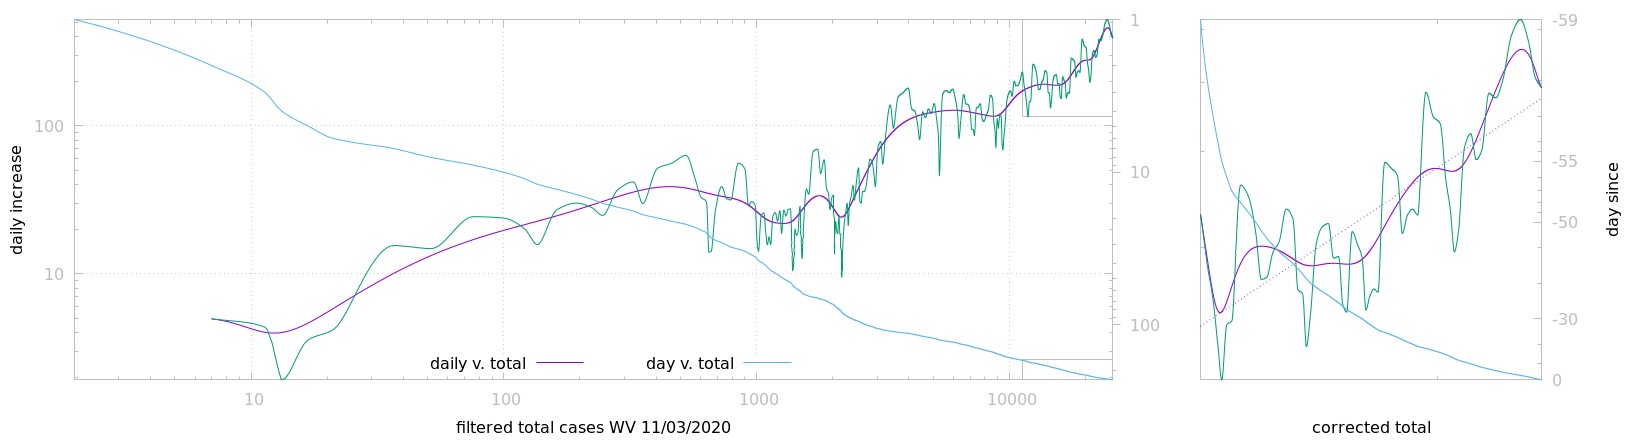 daily increase
100
10
10
100
1000
10000
1
10
100
daily v. total
day v. total
filtered total cases WV 11/03/2020
-59
-55
-50
-30
0
day since
corrected total